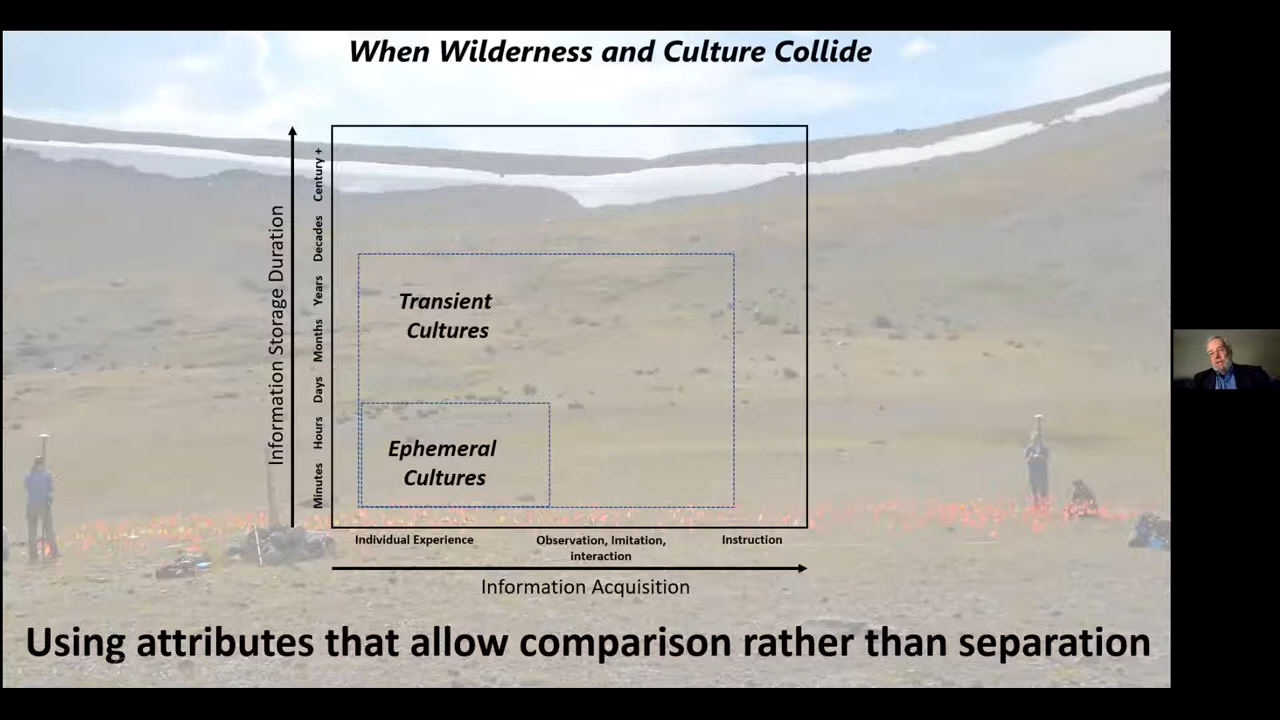 When Wilderness and Culture Collide
Information Storage Duration
Century +
Decades
Years
Months
Days
Hours
Minutes
Transient
Cultures
Ephemeral
Cultures
Individual Experience
Observation, Imitation,
interaction
Instruction
Information Acquisition
Using attributes that allow comparison rather than separation